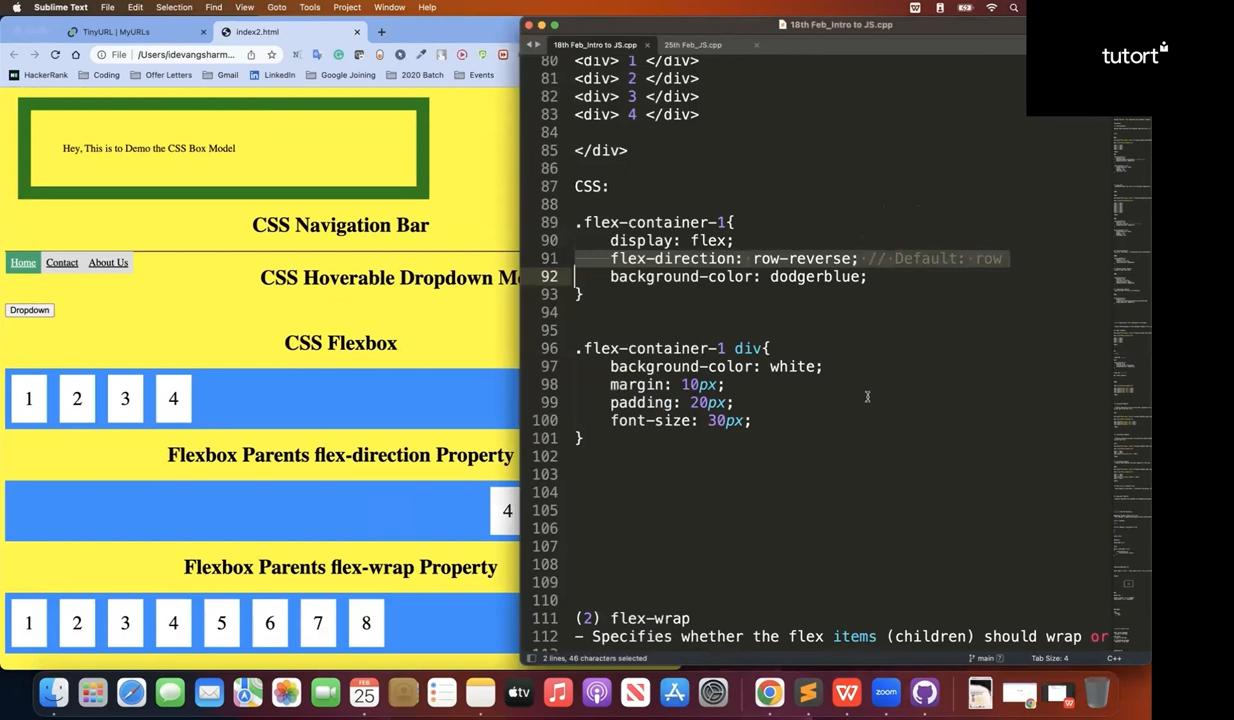 Sublime Text File Edit Selection Find View Goto Tools Project Window Help
TinyURL | MyURLs
index2.html
File /Users/idevangsharm...
HackerRank Coding Offer Letters Gmail LinkedIn Google Joining 2020 Batch Events
Hey, This is to Demo the CSS Box Model
CSS Navigation Bar
Home Contact About Us
CSS Hoverable Dropdown Me
Dropdown
CSS Flexbox
1 2 3 4
Flexbox Parents flex-direction Property
4
Flexbox Parents flex-wrap Property
1 2 3 4 5 6 7 8
18th Feb_Intro to JS.cpp
18th Feb_Intro to JS.cpp
25th Feb_JS.cpp
tutort
80 <div> 1 </div>
81 <div> 2 </div>
82 <div> 3 </div>
83 <div> 4 </div>
84
85 </div>
86
87 CSS:
88
89 .flex-container-1{
90 display: flex;
91 flex-direction: row-reverse; // Default: row
92 background-color: dodgerblue;
93 }
94
95
96 .flex-container-1 div{
97 background-color: white;
98 margin: 10px;
99 padding: 20px;
100 font-size: 30px;
101 }
102
103
104
105
106
107
108
109
110
111 (2) flex-wrap
112 - Specifies whether the flex items (children) should wrap or
2 lines, 46 characters selected
main
Tab Size: 4
C++
FEB
25
tv
zoom